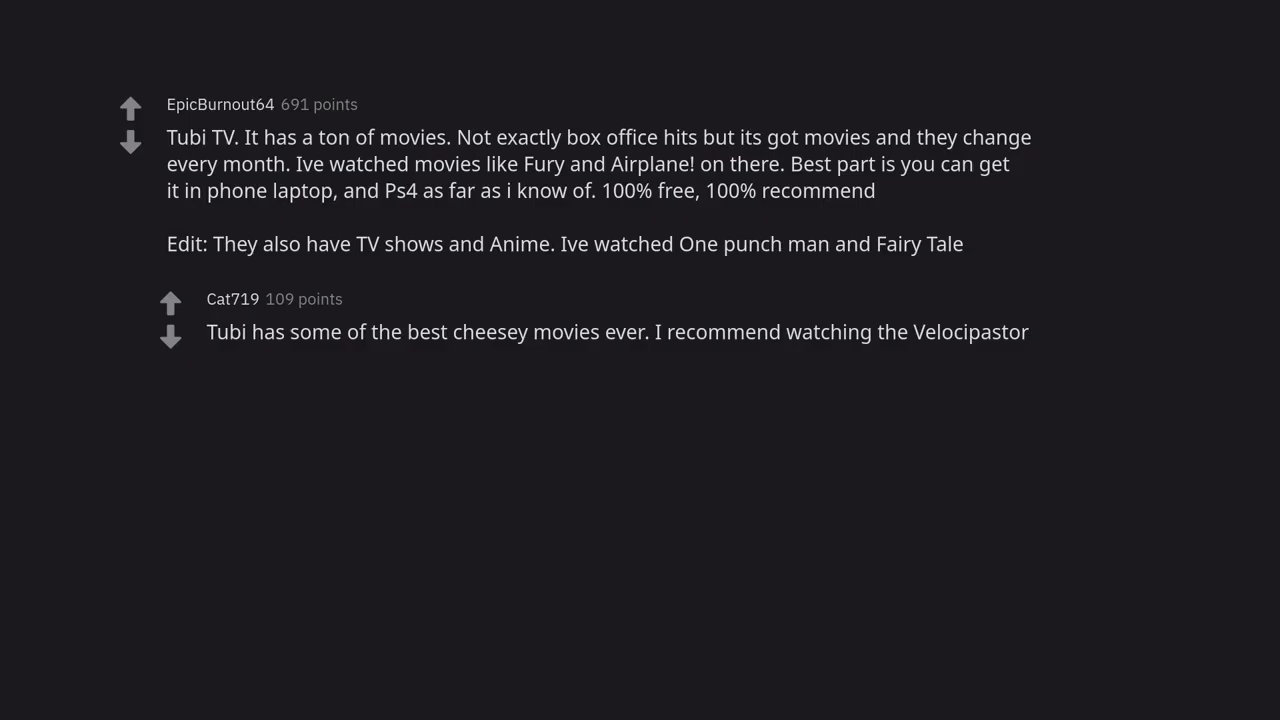 EpicBurnout64 691 points
Tubi TV. It has a ton of movies. Not exactly box office hits but its got movies and they change
every month. Ive watched movies like Fury and Airplane! on there. Best part is you can get
it in phone laptop, and Ps4 as far as i know of. 100% free, 100% recommend
Edit: They also have TV shows and Anime. Ive watched One punch man and Fairy Tale
Cat719 109 points
Tubi has some of the best cheesey movies ever. I recommend watching the Velocipastor